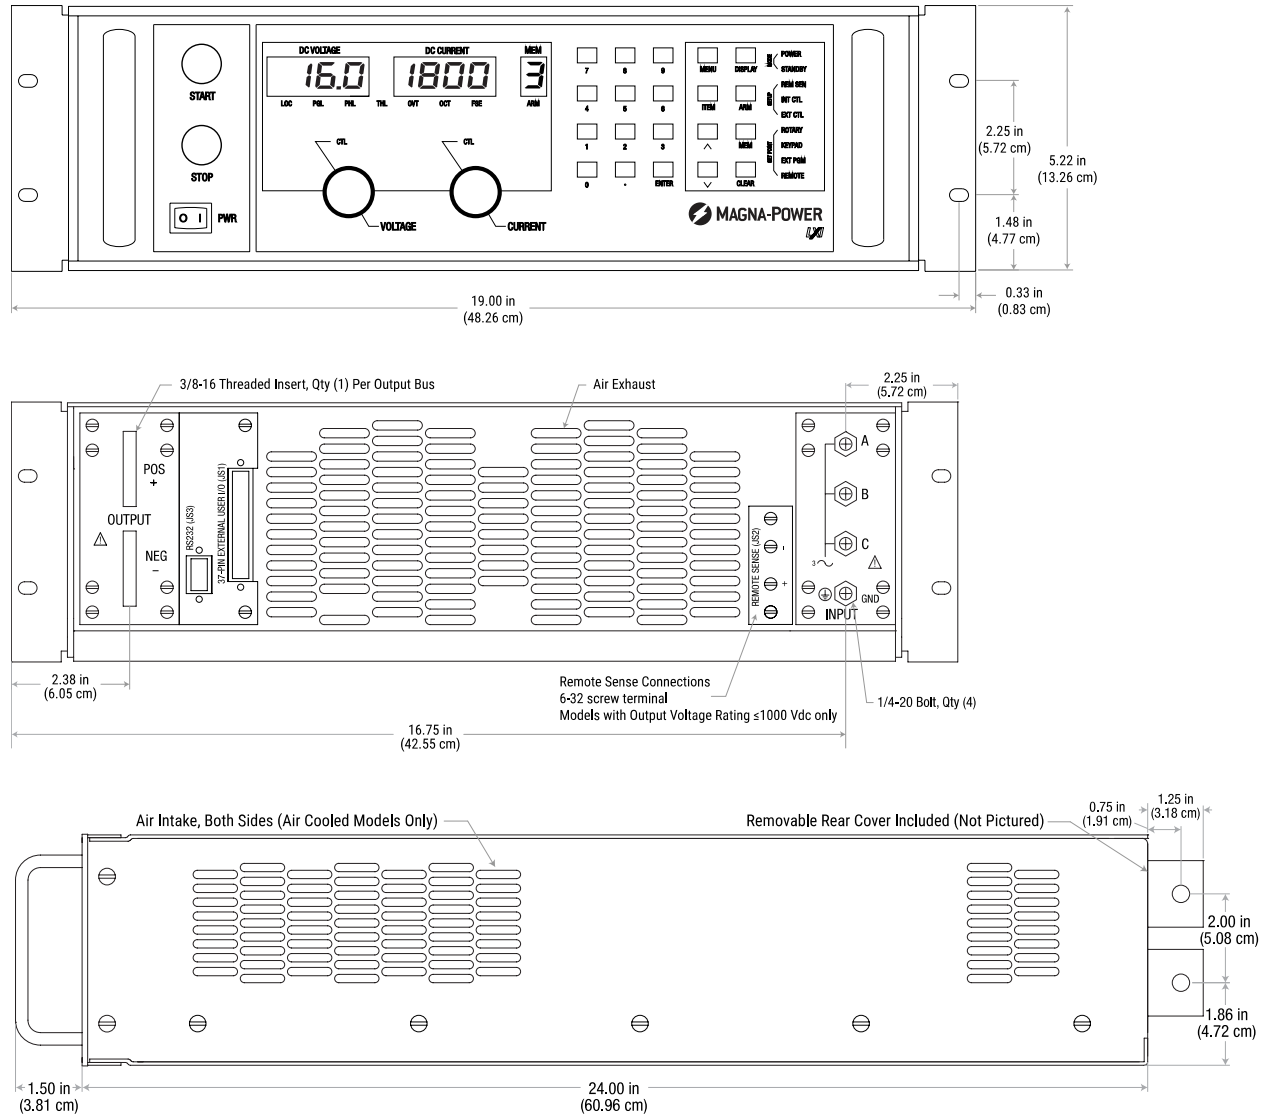 DC VOLTAGE DC CURRENT MEM
16.0 1800 3
LOC PGL PHL THL OVT OCT FSE ARM
START
STOP
PWR
O I
CTL CTL
VOLTAGE CURRENT
7 8 9
4 5 6
1 2 3
0 . ENTER
MENU DISPLAY
ITEM ARM
MEM
CLEAR
MODE
POWER
STANDBY
SETUP
REM SEN
INT CTL
EXT CTL
SET POINT
ROTARY
KEYPAD
EXT PGM
REMOTE
MAGNA-POWER
LXI
2.25 in
(5.72 cm)
5.22 in
(13.26 cm)
1.48 in
(4.77 cm)
0.33 in
(0.83 cm)
19.00 in
(48.26 cm)
3/8-16 Threaded Insert, Qty (1) Per Output Bus
Air Exhaust
2.25 in
(5.72 cm)
POS
+
OUTPUT
NEG
–
RS232 (JS3)
37-PIN EXTERNAL USER I/O (JS1)
REMOTE SENSE (JS2)
-
+
A
B
C
3
GND
INPUT
2.38 in
(6.05 cm)
Remote Sense Connections
6-32 screw terminal
Models with Output Voltage Rating ≤1000 Vdc only
1/4-20 Bolt, Qty (4)
16.75 in
(42.55 cm)
Air Intake, Both Sides (Air Cooled Models Only)
Removable Rear Cover Included (Not Pictured)
0.75 in
(1.91 cm)
1.25 in
(3.18 cm)
2.00 in
(5.08 cm)
1.86 in
(4.72 cm)
1.50 in
(3.81 cm)
24.00 in
(60.96 cm)